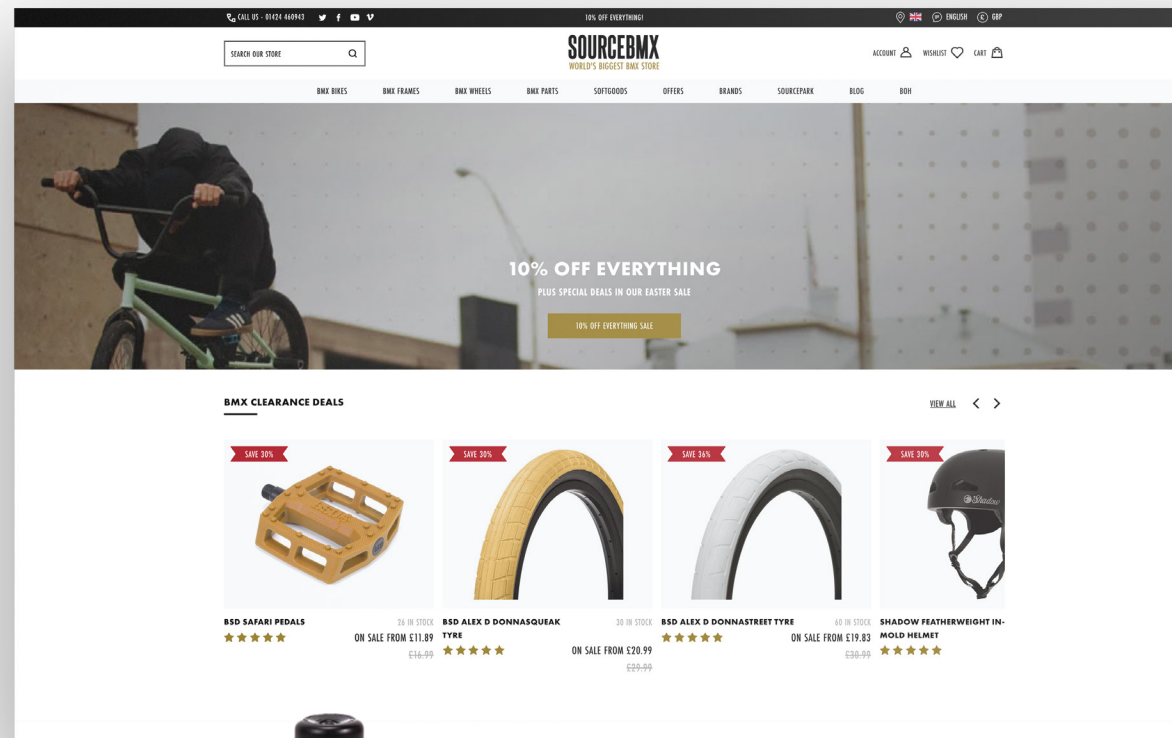 CALL US - 01424 460943
10% OFF EVERYTHING!
ENGLISH
£ GBP
SEARCH OUR STORE
SOURCEBMX
WORLD'S BIGGEST BMX STORE
ACCOUNT
WISHLIST
CART
BMX BIKES BMX FRAMES BMX WHEELS BMX PARTS SOFTGOODS OFFERS BRANDS SOURCEPARK BLOG BOH
10% OFF EVERYTHING
PLUS SPECIAL DEALS IN OUR EASTER SALE
10% OFF EVERYTHING SALE
BMX CLEARANCE DEALS
VIEW ALL
SAVE 30%
BSD SAFARI PEDALS
26 IN STOCK
ON SALE FROM £11.89
£16.99
SAVE 30%
BSD ALEX D DONNASQUEAK
TYRE
30 IN STOCK
ON SALE FROM £20.99
£29.99
SAVE 36%
BSD ALEX D DONNASTREET TYRE
60 IN STOCK
ON SALE FROM £19.83
£30.99
SAVE 30%
Shadow
SHADOW FEATHERWEIGHT IN-
MOLD HELMET